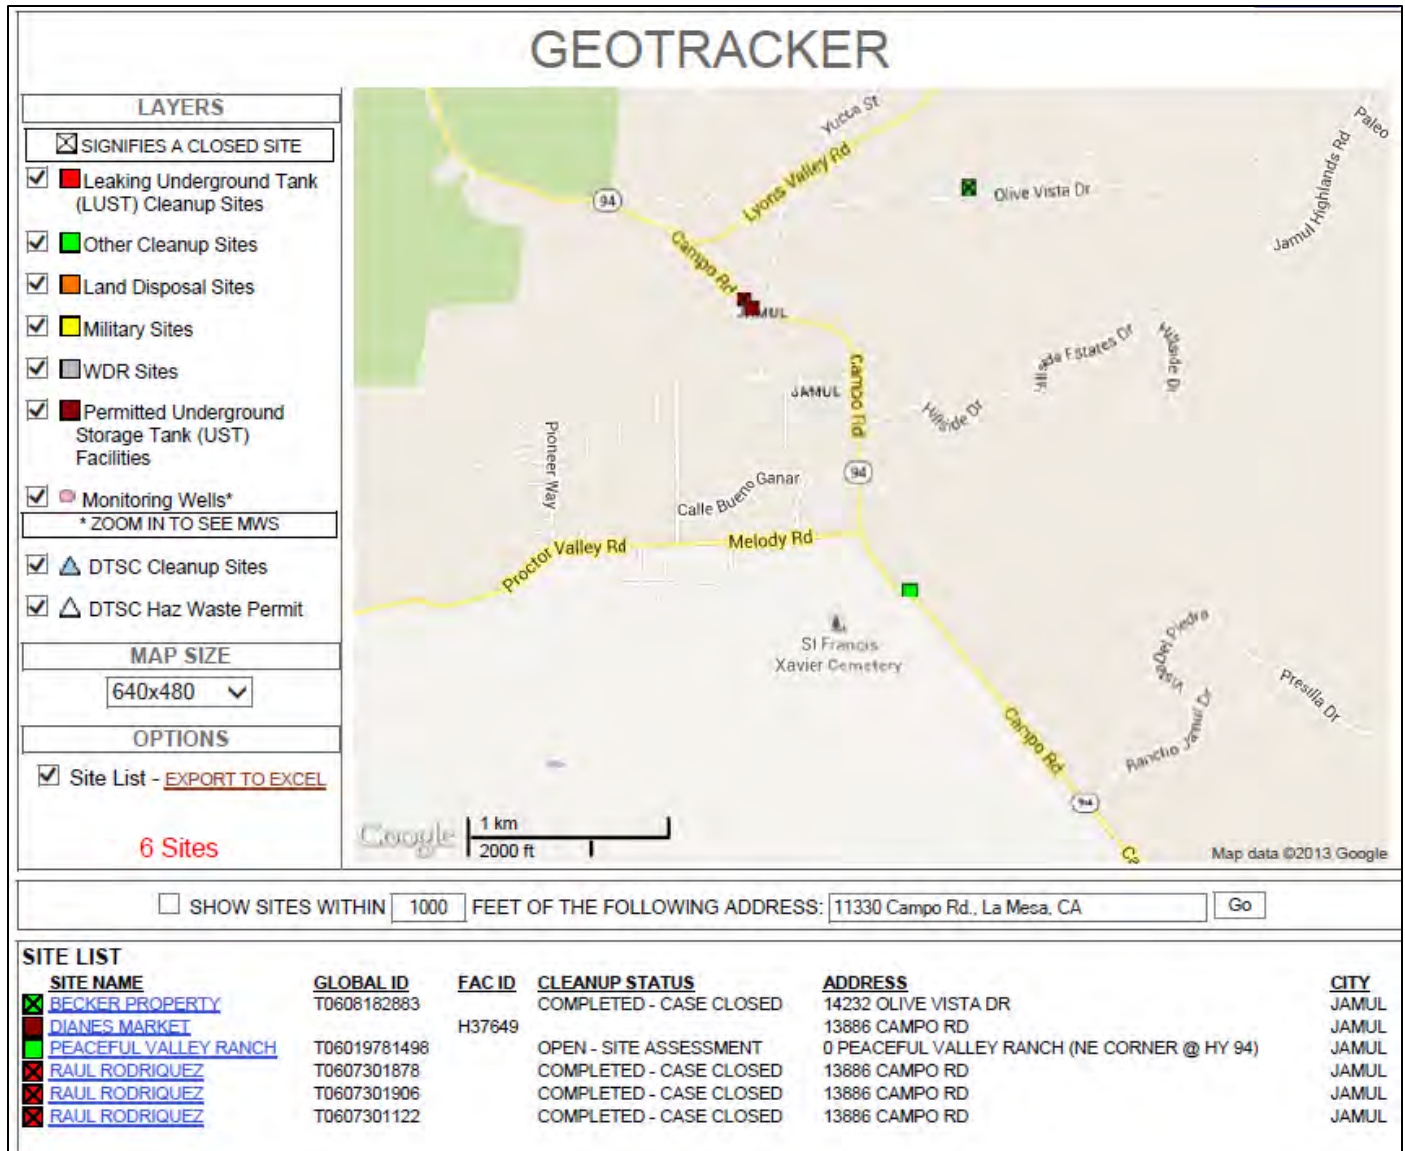 GEOTRACKER
LAYERS
SIGNIFIES A CLOSED SITE
Leaking Underground Tank
(LUST) Cleanup Sites
Other Cleanup Sites
Land Disposal Sites
Military Sites
WDR Sites
Permitted Underground
Storage Tank (UST)
Facilities
Monitoring Wells*
* ZOOM IN TO SEE MWS
DTSC Cleanup Sites
DTSC Haz Waste Permit
MAP SIZE
640x480
OPTIONS
Site List - EXPORT TO EXCEL
6 Sites
Yucca St
Paleo
Lyons Valley Rd
Jamul Highlands Rd
Olive Vista Dr
94
Campo Rd
JAMUL
Campo Rd
Hillside Estates Dr
Hillside Dr
JAMUL
Hillside Dr
Pioneer Way
94
Calle Bueno Ganar
Proctor Valley Rd
Melody Rd
St Francis
Xavier Cemetery
Vista Del Piedra
Presilla Dr
Rancho Jamul Dr
Campo Rd
94
Ca
Google
1 km
2000 ft
Map data ©2013 Google
SHOW SITES WITHIN 1000 FEET OF THE FOLLOWING ADDRESS: 11330 Campo Rd., La Mesa, CA Go
SITE LIST
SITE NAME GLOBAL ID FAC ID CLEANUP STATUS ADDRESS CITY
BECKER PROPERTY T0608182883 COMPLETED - CASE CLOSED 14232 OLIVE VISTA DR JAMUL
DIANES MARKET H37649 13886 CAMPO RD JAMUL
PEACEFUL VALLEY RANCH T06019781498 OPEN - SITE ASSESSMENT 0 PEACEFUL VALLEY RANCH (NE CORNER @ HY 94) JAMUL
RAUL RODRIQUEZ T0607301878 COMPLETED - CASE CLOSED 13886 CAMPO RD JAMUL
RAUL RODRIQUEZ T0607301906 COMPLETED - CASE CLOSED 13886 CAMPO RD JAMUL
RAUL RODRIQUEZ T0607301122 COMPLETED - CASE CLOSED 13886 CAMPO RD JAMUL